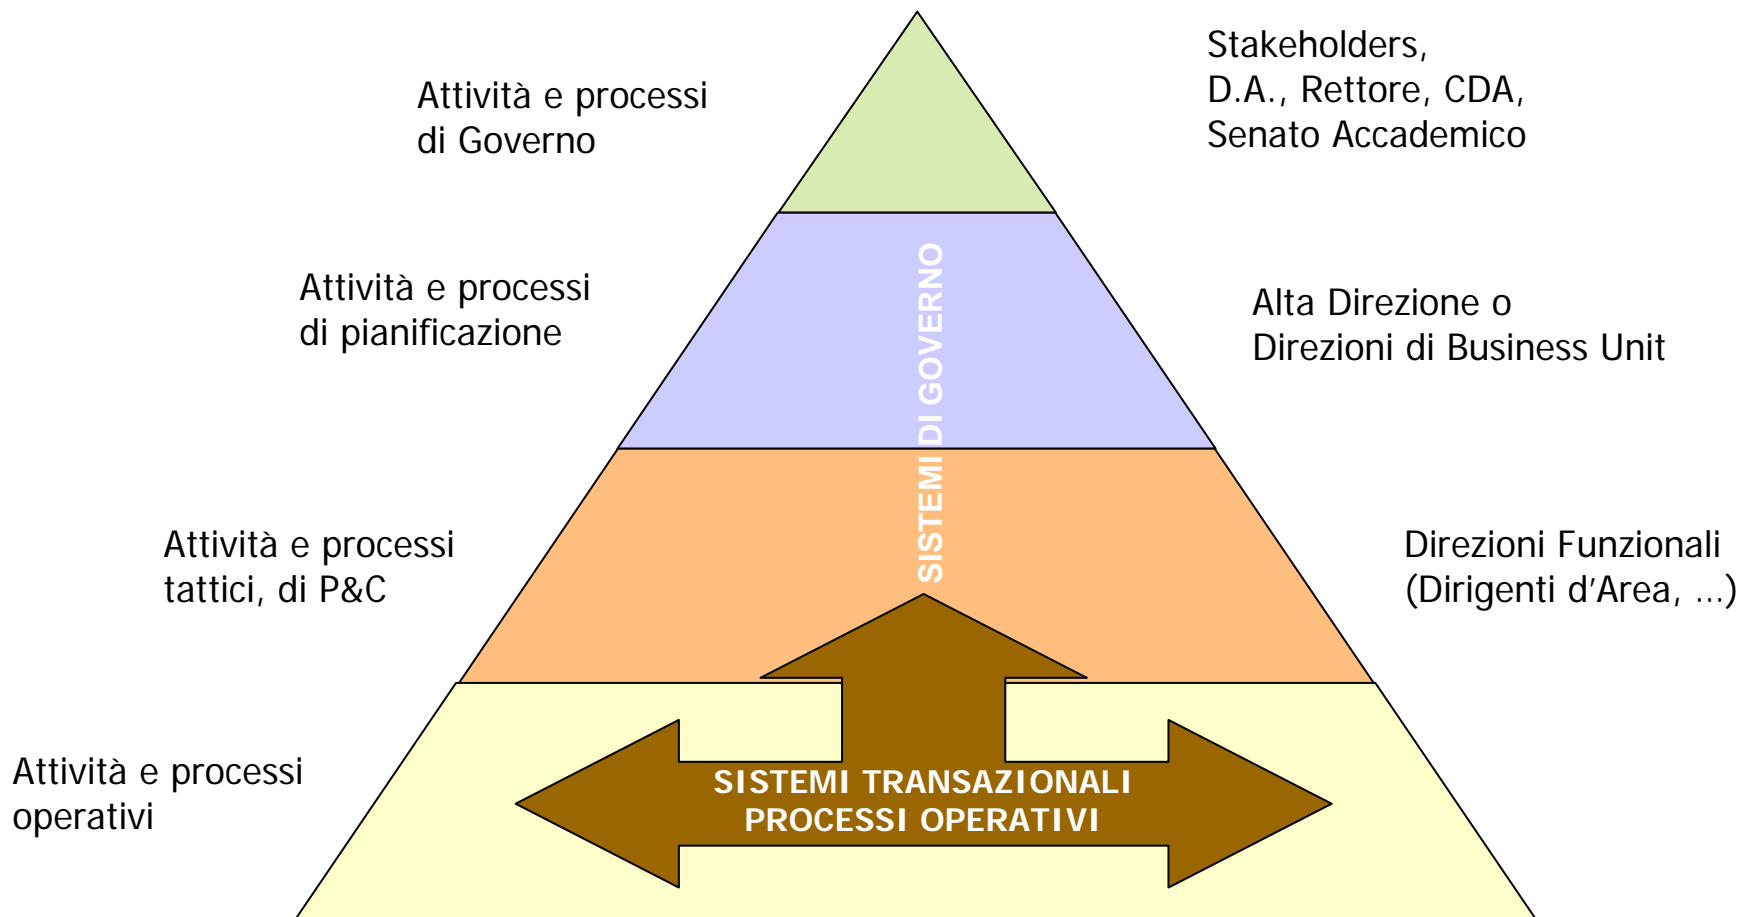 Attività e processi
di Governo
Stakeholders,
D.A., Rettore, CDA,
Senato Accademico
Attività e processi
di pianificazione
Alta Direzione o
Direzioni di Business Unit
SISTEMI DI GOVERNO
Attività e processi
tattici, di P&C
Direzioni Funzionali
(Dirigenti d'Area, ...)
Attività e processi
operativi
SISTEMI TRANSAZIONALI
PROCESSI OPERATIVI